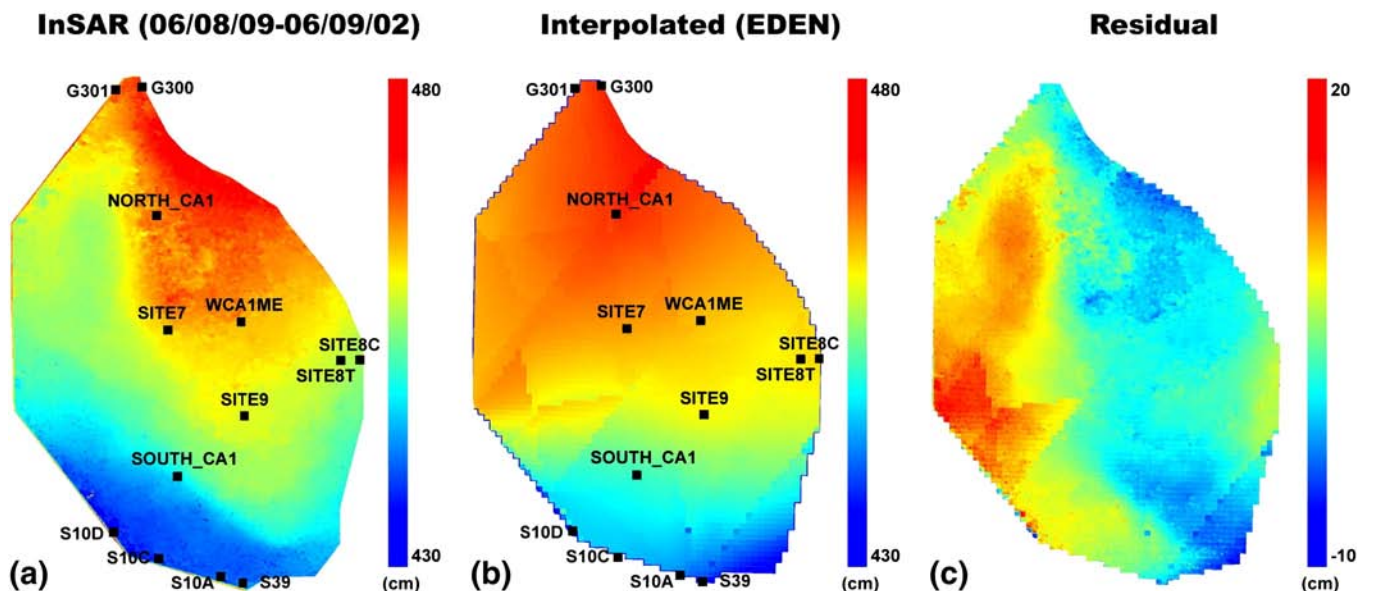 InSAR (06/08/09-06/09/02)
Interpolated (EDEN)
Residual
G301
G300
480
NORTH_CA1
SITE7
WCA1ME
SITE8C
SITE8T
SITE9
SOUTH_CA1
S10D
S10C
S10A
S39
430
(cm)
(a)
G301
G300
480
NORTH_CA1
SITE7
WCA1ME
SITE8C
SITE8T
SITE9
SOUTH_CA1
S10D
S10C
S10A
S39
430
(cm)
(b)
20
-10
(cm)
(c)